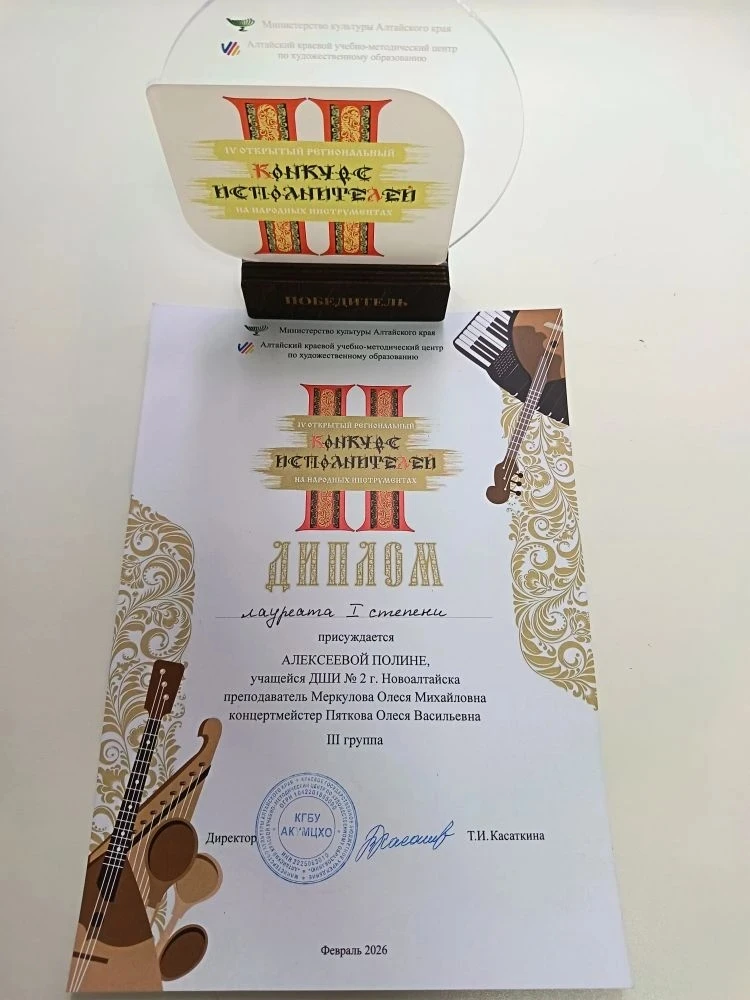 Министерство культуры Алтайского края
Алтайский краевой учебно-методический центр
по художественному образованию
IV ОТКРЫТЫЙ РЕГИОНАЛЬНЫЙ
КОНКУРС
ИСПОЛНИТЕЛЕЙ
НА НАРОДНЫХ ИНСТРУМЕНТАХ
ПОБЕДИТЕЛЬ
Министерство культуры Алтайского края
Алтайский краевой учебно-методический центр
по художественному образованию
IV ОТКРЫТЫЙ РЕГИОНАЛЬНЫЙ
КОНКУРС
ИСПОЛНИТЕЛЕЙ
НА НАРОДНЫХ ИНСТРУМЕНТАХ
ДИПЛОМ
лауреата I степени
присуждается
АЛЕКСЕЕВОЙ ПОЛИНЕ,
учащейся ДШИ № 2 г. Новоалтайска
преподаватель Меркулова Олеся Михайловна
концертмейстер Пяткова Олеся Васильевна
III группа
КГБУ
АКУМЦХО
Директор Т.И. Касаткина
Февраль 2026